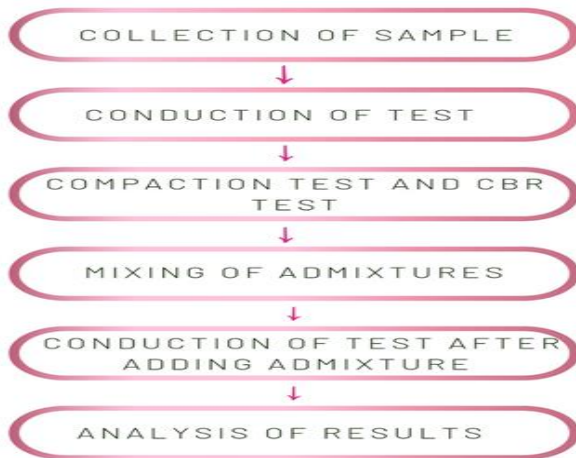 COLLECTION OF SAMPLE
CONDUCTION OF TEST
COMPACTION TEST AND CBR
TEST
MIXING OF ADMIXTURES
CONDUCTION OF TEST AFTER
ADDING ADMIXTURE
ANALYSIS OF RESULTS